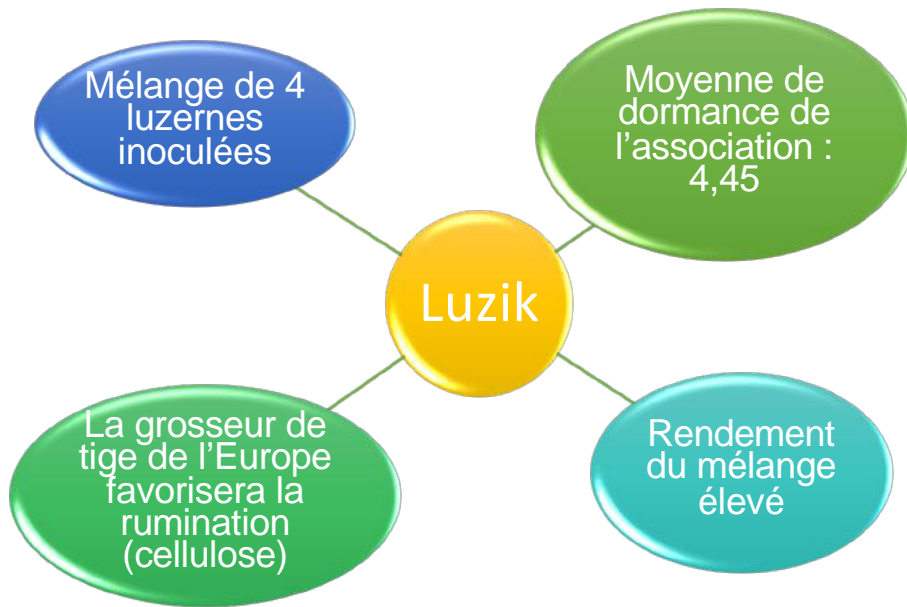 Mélange de 4
luzernes
inoculées
Moyenne de
dormance de
l’association :
4,45
Luzik
La grosseur de
tige de l’Europe
favorisera la
rumination
(cellulose)
Rendement
du mélange
élevé